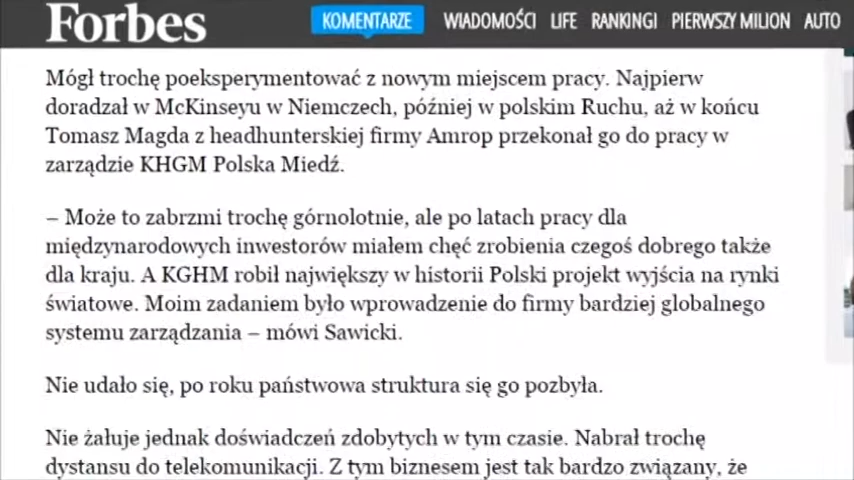 Forbes
KOMENTARZE WIADOMOŚCI LIFE RANKINGI PIERWSZY MILION AUTO
Mógł trochę poeksperymentować z nowym miejscem pracy. Najpierw
doradzał w McKinseyu w Niemczech, później w polskim Ruchu, aż w końcu
Tomasz Magda z headhunterskiej firmy Amrop przekonał go do pracy w
zarządzie KHGM Polska Miedź.
– Może to zabrzmi trochę górnolotnie, ale po latach pracy dla
międzynarodowych inwestorów miałem chęć zrobienia czegoś dobrego także
dla kraju. A KGHM robił największy w historii Polski projekt wyjścia na rynki
światowe. Moim zadaniem było wprowadzenie do firmy bardziej globalnego
systemu zarządzania – mówi Sawicki.
Nie udało się, po roku państwowa struktura się go pozbyła.
Nie żałuje jednak doświadczeń zdobytych w tym czasie. Nabrał trochę
dystansu do telekomunikacji. Z tym biznesem jest tak bardzo związany, że